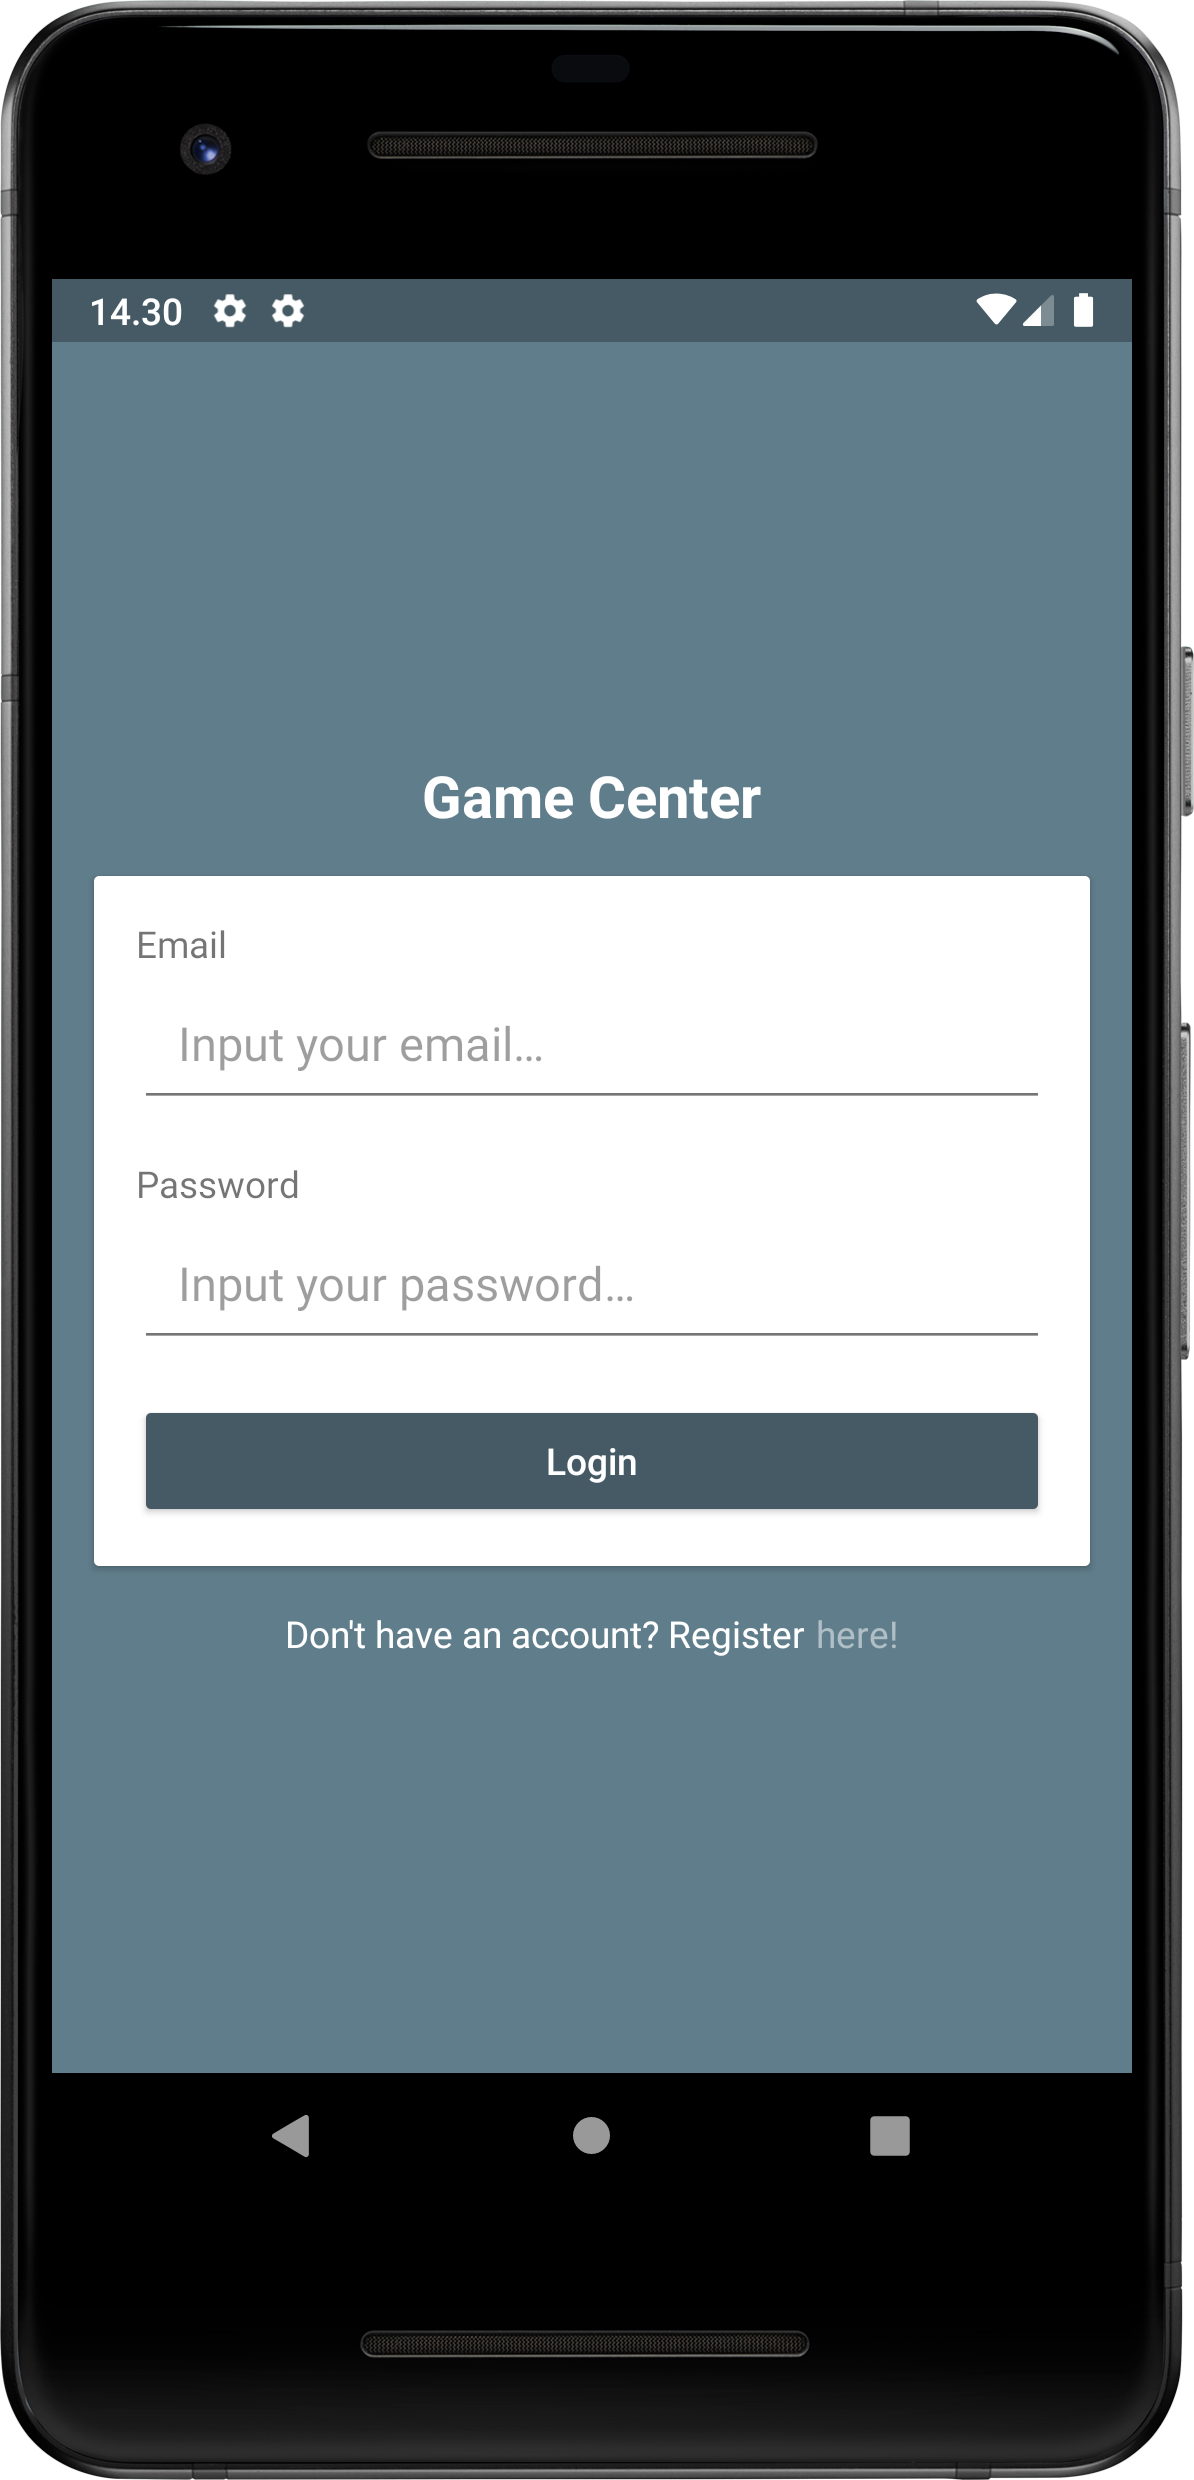 14.30
Game Center
Email
Input your email...
Password
Input your password...
Login
Don't have an account? Register here!